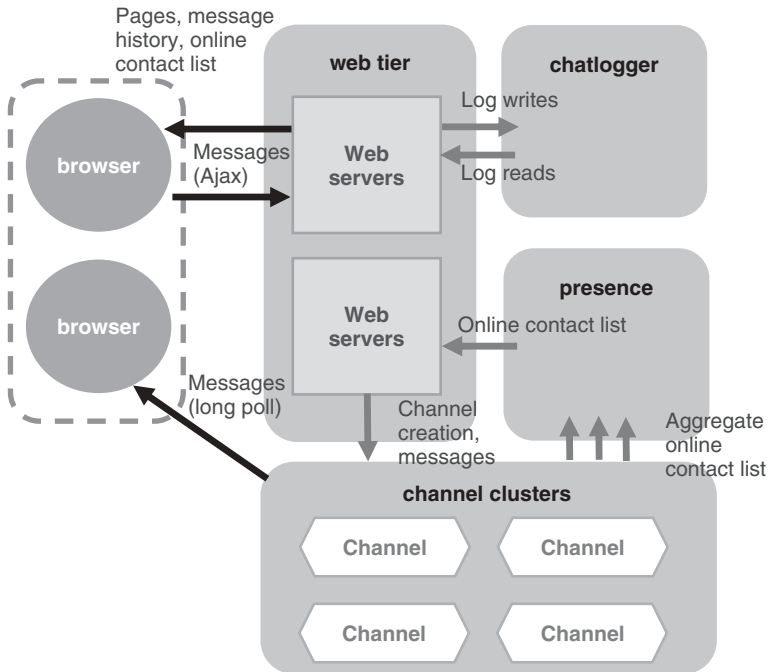 Pages, message
history, online
contact list
web tier
chatlogger
Log writes
browser
Messages
(Ajax)
Web
servers
Log reads
presence
browser
Web
servers
Online contact list
Messages
(long poll)
Channel
creation,
messages
Aggregate
online
contact list
channel clusters
Channel
Channel
Channel
Channel